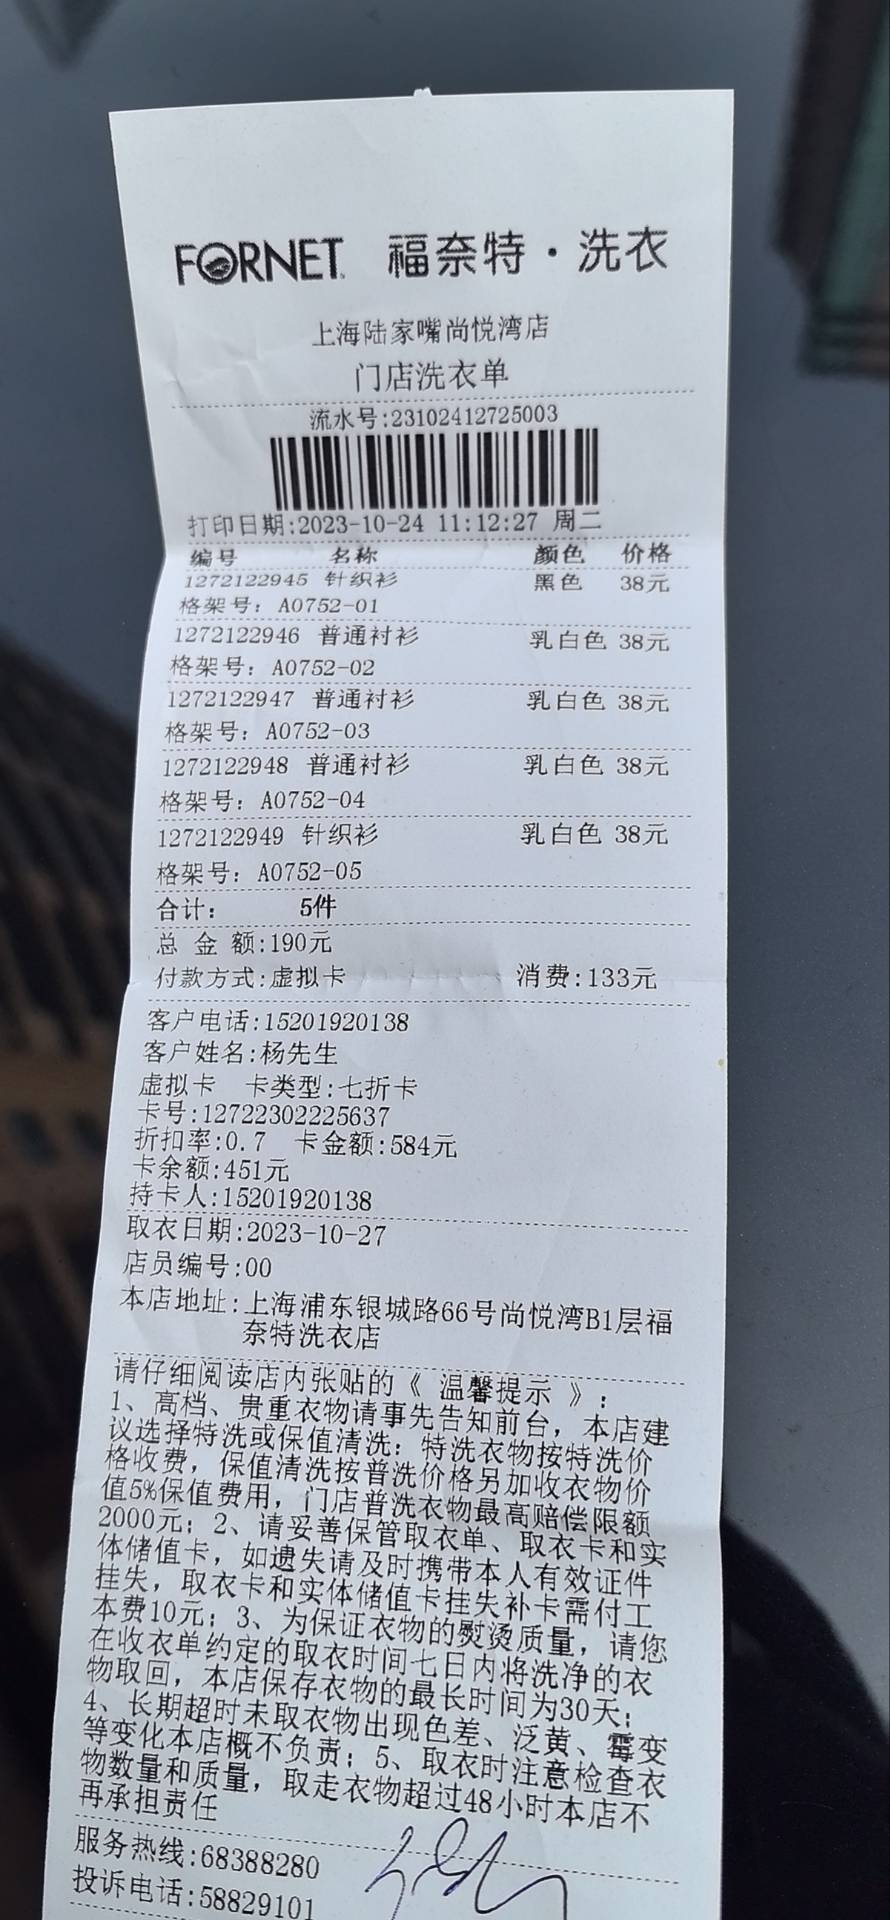 FORNET 福奈特·洗衣
上海陆家嘴尚悦湾店
门店洗衣单
流水号:23102412725003
打印日期:2023-10-24 11:12:27 周二
编号 名称 颜色 价格
1272122945 针织衫 黑色 38元
格架号: A0752-01
1272122946 普通衬衫 乳白色 38元
格架号: A0752-02
1272122947 普通衬衫 乳白色 38元
格架号: A0752-03
1272122948 普通衬衫 乳白色 38元
格架号: A0752-04
1272122949 针织衫 乳白色 38元
格架号: A0752-05
合计: 5件
总 金 额:190元
付款方式:虚拟卡 消费:133元
客户电话:15201920138
客户姓名:杨先生
虚拟卡 卡类型:七折卡
卡号:12722302225637
折扣率:0.7 卡金额:584元
卡余额:451元
持卡人:15201920138
取衣日期:2023-10-27
店员编号:00
本店地址:上海浦东银城路66号尚悦湾B1层福
奈特洗衣店
请仔细阅读店内张贴的《 温馨提示 》:
1、高档、贵重衣物请事先告知前台,本店建
议选择特洗或保值清洗:特洗衣物按特洗价
格收费,保值清洗按普洗价格另加收衣物价
值5%保值费用,门店普洗衣物最高赔偿限额
2000元;2、请妥善保管取衣单、取衣卡和实
体储值卡,如遗失请及时携带本人有效证件
挂失,取衣卡和实体储值卡挂失补卡需付工
本费10元;3、为保证衣物的熨烫质量,请您
在收衣单约定的取衣时间七日内将洗净的衣
物取回,本店保存衣物的最长时间为30天;
4、长期超时未取衣物出现色差、泛黄、霉变
等变化本店概不负责;5、取衣时注意检查衣
物数量和质量,取走衣物超过48小时本店不
再承担责任
服务热线:68388280
投诉电话:58829101